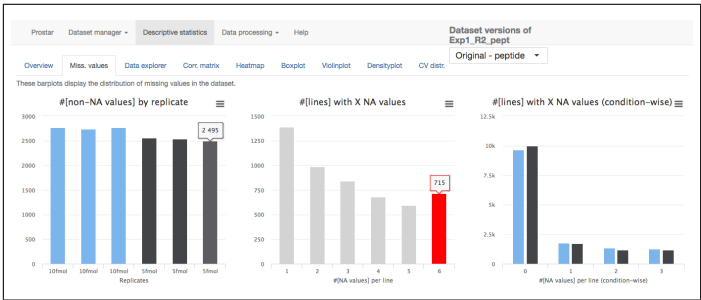 Prostar Dataset manager Descriptive statistics Data processing Help
Dataset versions of
Exp1_R2_pept
Original - peptide
Overview Miss. values Data explorer Corr. matrix Heatmap Boxplot Violinplot Densityplot CV distr.
These barplots display the distribution of missing values in the dataset.
#[non-NA values] by replicate
3000
2500
2000
1500
1000
500
0
2 495
10fmol 10fmol 10fmol 5fmol 5fmol 5fmol
Replicates
#[lines] with X NA values
1500
1250
1000
750
500
250
0
715
1 2 3 4 5 6
#[NA values] per line
#[lines] with X NA values (condition-wise)
12.5k
10k
7.5k
5k
2.5k
0
0 1 2 3
#[NA values] per line (condition-wise)